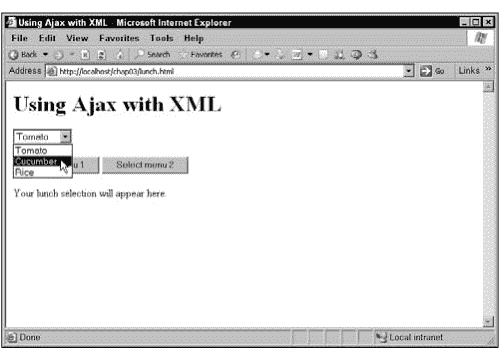 Using Ajax with XML - Microsoft Internet Explorer
File Edit View Favorites Tools Help
Back Search Favorites
Address http://localhost/chap03/lunch.html Go Links »
Using Ajax with XML
Tomato
Tomato
Cucumber
Rice
u 1 Select menu 2
Your lunch selection will appear here.
Done Local intranet